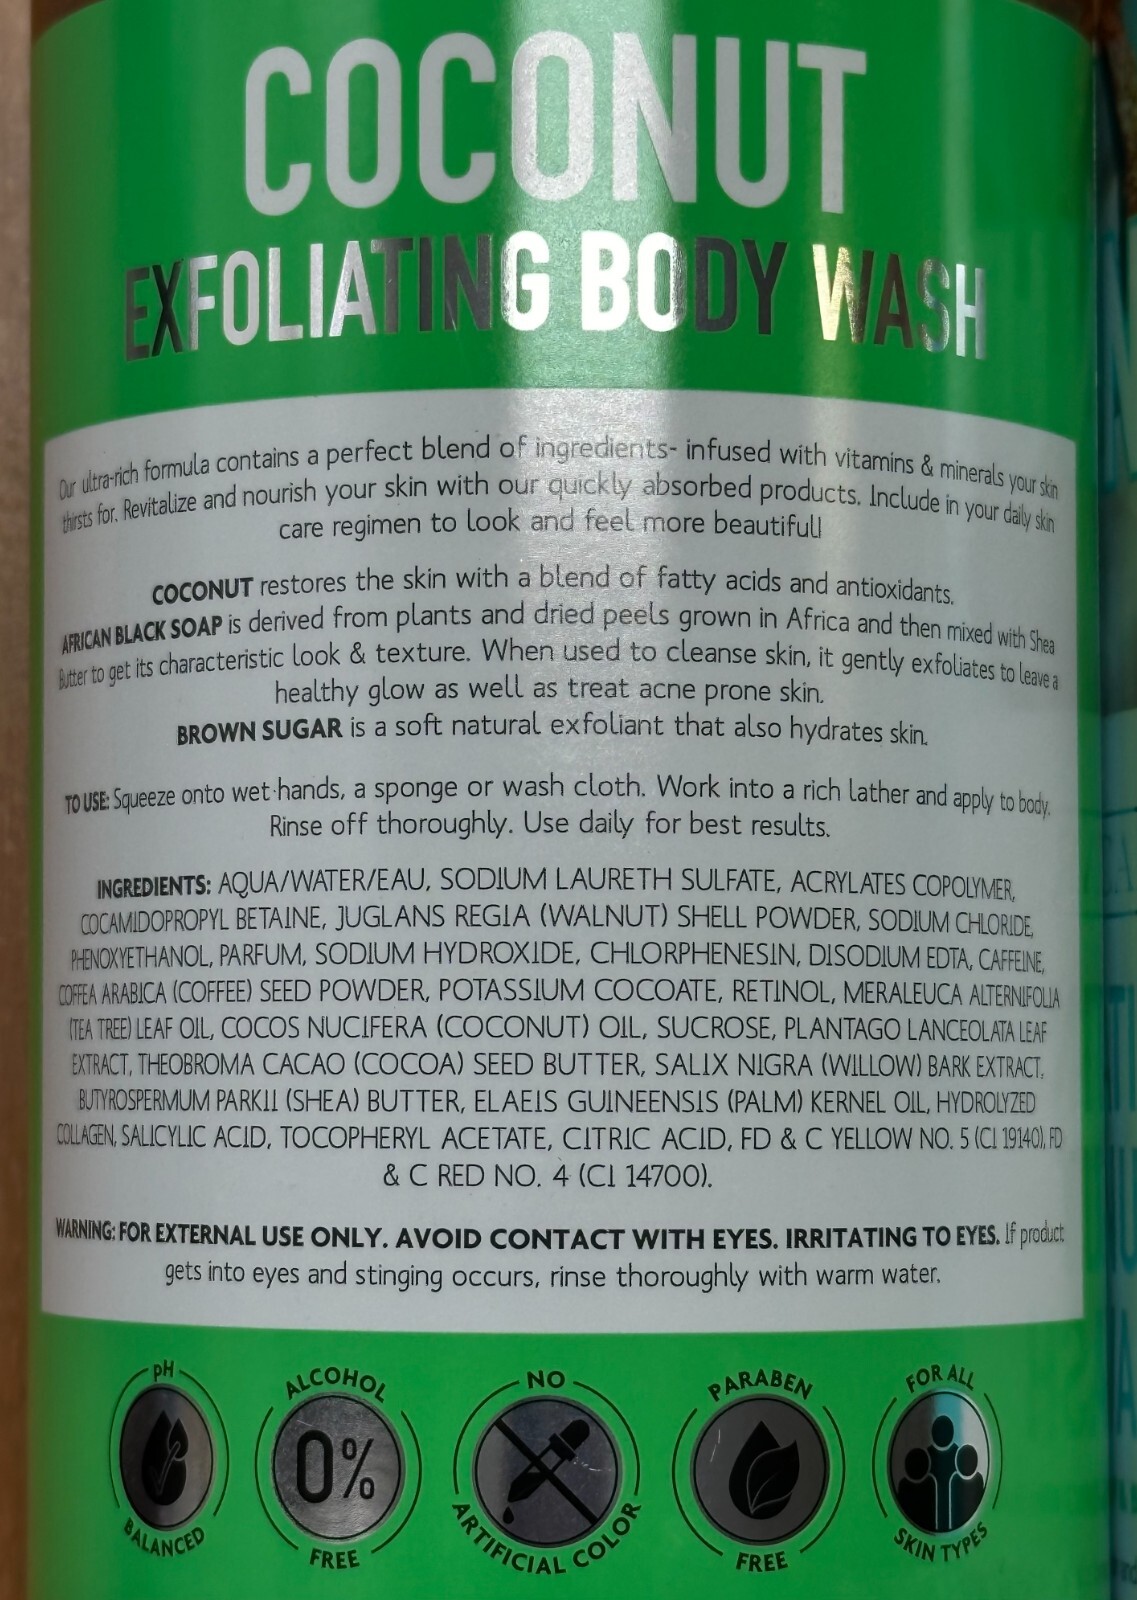 COCONUT
EXFOLIATING BODY WASH
Our ultra-rich formula contains a perfect blend of ingredients- infused with vitamins & minerals your skin
thirsts for. Revitalize and nourish your skin with our quickly absorbed products. Include in your daily skin
care regimen to look and feel more beautiful!
COCONUT restores the skin with a blend of fatty acids and antioxidants.
AFRICAN BLACK SOAP is derived from plants and dried peels grown in Africa and then mixed with Shea
Butter to get its characteristic look & texture. When used to cleanse skin, it gently exfoliates to leave a
healthy glow as well as treat acne prone skin.
BROWN SUGAR is a soft natural exfoliant that also hydrates skin.
TO USE: Squeeze onto wet hands, a sponge or wash cloth. Work into a rich lather and apply to body.
Rinse off thoroughly. Use daily for best results.
INGREDIENTS: AQUA/WATER/EAU, SODIUM LAURETH SULFATE, ACRYLATES COPOLYMER,
COCAMIDOPROPYL BETAINE, JUGLANS REGIA (WALNUT) SHELL POWDER, SODIUM CHLORIDE,
PHENOXYETHANOL, PARFUM, SODIUM HYDROXIDE, CHLORPHENESIN, DISODIUM EDTA, CAFFEINE,
COFFEA ARABICA (COFFEE) SEED POWDER, POTASSIUM COCOATE, RETINOL, MERALEUCA ALTERNIFOLIA
(TEA TREE) LEAF OIL, COCOS NUCIFERA (COCONUT) OIL, SUCROSE, PLANTAGO LANCEOLATA LEAF
EXTRACT, THEOBROMA CACAO (COCOA) SEED BUTTER, SALIX NIGRA (WILLOW) BARK EXTRACT,
BUTYROSPERMUM PARKII (SHEA) BUTTER, ELAEIS GUINEENSIS (PALM) KERNEL OIL, HYDROLYZED
COLLAGEN, SALICYLIC ACID, TOCOPHERYL ACETATE, CITRIC ACID, FD & C YELLOW NO. 5 (CI 19140), FD
& C RED NO. 4 (CI 14700).
WARNING: FOR EXTERNAL USE ONLY. AVOID CONTACT WITH EYES. IRRITATING TO EYES. If product
gets into eyes and stinging occurs, rinse thoroughly with warm water.
pH
BALANCED
ALCOHOL
0%
FREE
NO
ARTIFICIAL COLOR
PARABEN
FREE
FOR ALL
SKIN TYPES